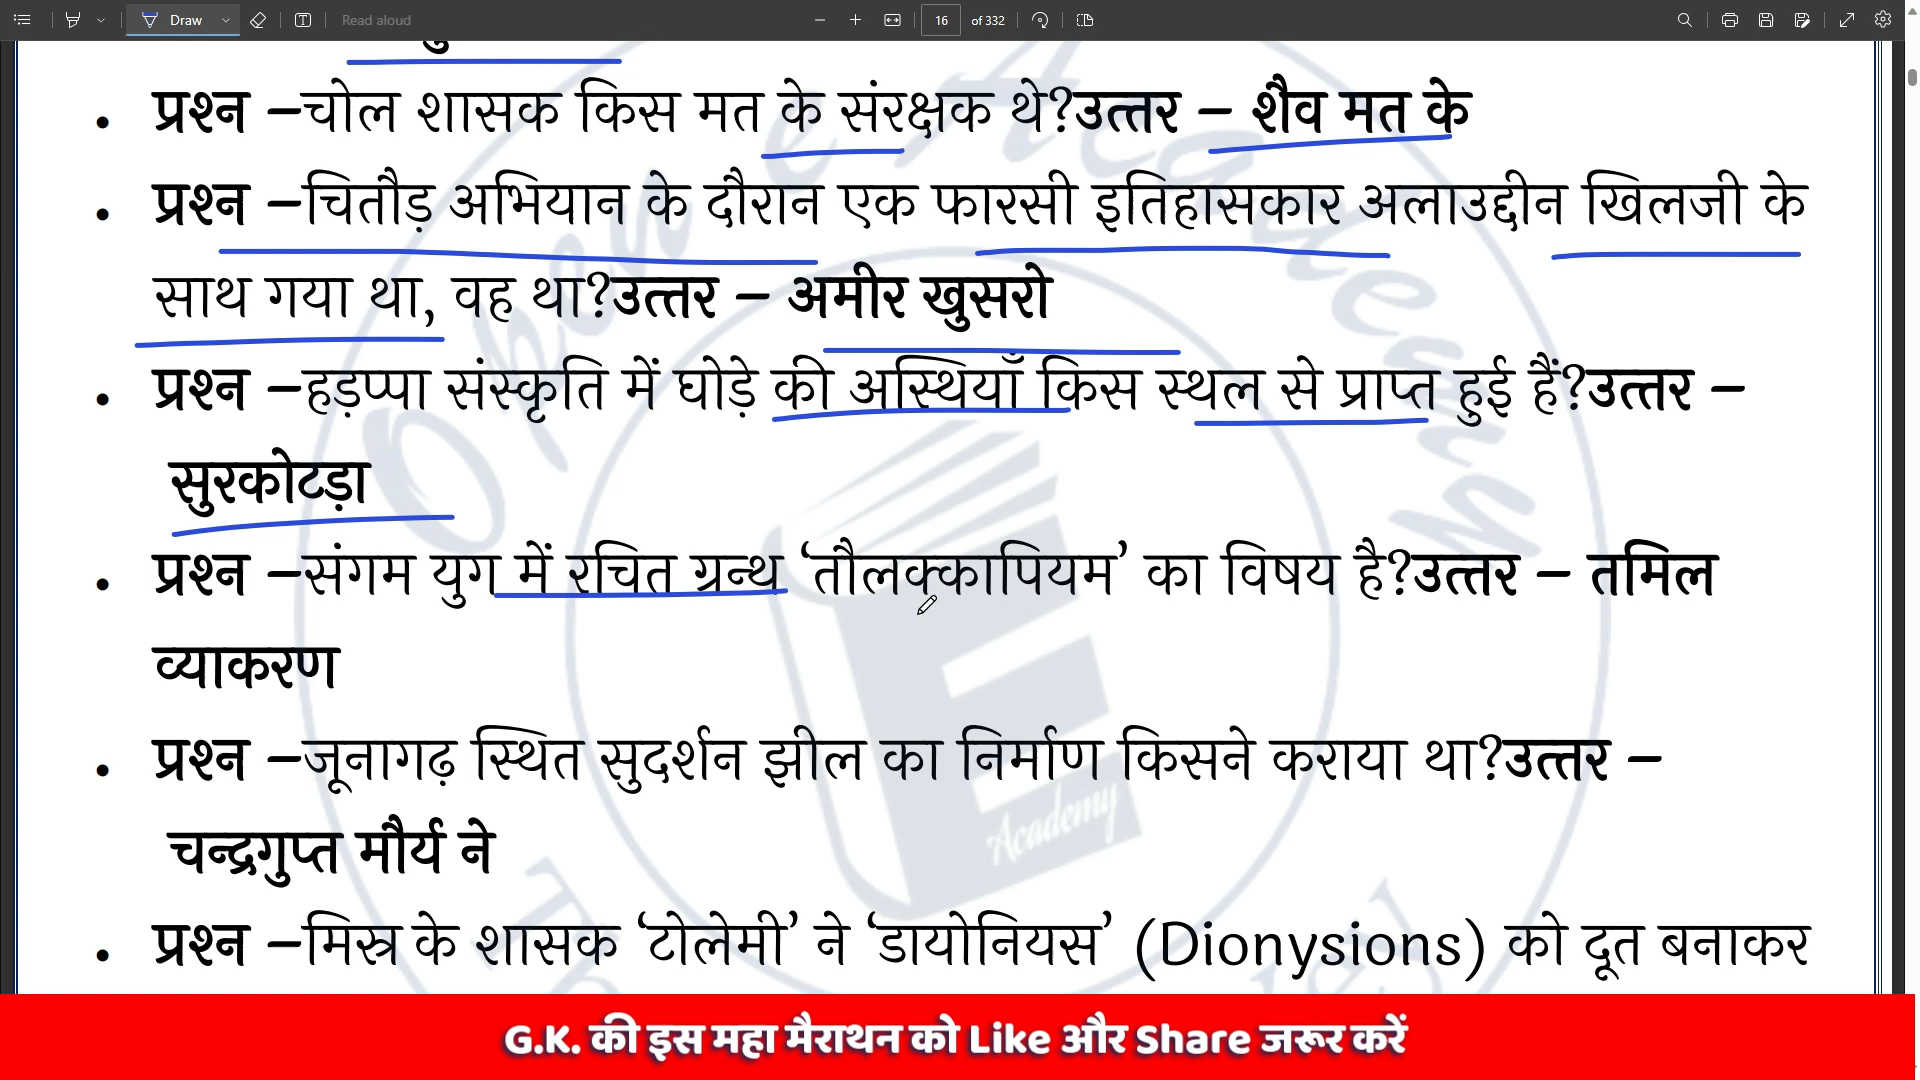 Draw
Read aloud
16 of 332
प्रश्न –चोल शासक किस मत के संरक्षक थे?उत्तर – शैव मत के
प्रश्न –चितौड़ अभियान के दौरान एक फारसी इतिहासकार अलाउद्दीन खिलजी के
साथ गया था, वह था?उत्तर – अमीर खुसरो
प्रश्न –हड़प्पा संस्कृति में घोड़े की अस्थियाँ किस स्थल से प्राप्त हुई हैं?उत्तर –
सुरकोटड़ा
प्रश्न –संगम युग में रचित ग्रन्थ ‘तौलक्कापियम’ का विषय है?उत्तर – तमिल
व्याकरण
प्रश्न –जूनागढ़ स्थित सुदर्शन झील का निर्माण किसने कराया था?उत्तर –
चन्द्रगुप्त मौर्य ने
प्रश्न –मिस्र के शासक ‘टोलेमी’ ने ‘डायोनियस’ (Dionysions) को दूत बनाकर
Open e Academy
E
Academy
G.K. की इस महा मैराथन को Like और Share जरूर करें